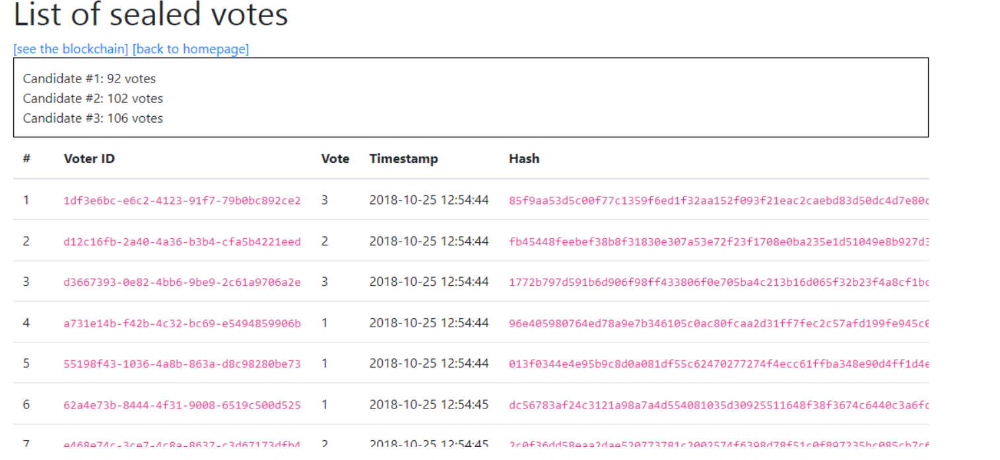 List of sealed votes
[see the blockchain] [back to homepage]
Candidate #1: 92 votes
Candidate #2: 102 votes
Candidate #3: 106 votes
# Voter ID Vote Timestamp Hash
1 1df3e6bc-e6c2-4123-91f7-79b0bc892ce2 3 2018-10-25 12:54:44 85f9aa53d5c00f77c1359f6ed1f32aa152f093f21eac2caebd83d50dc4d7e80c
2 d12c16fb-2a40-4a36-b3b4-cfa5b4221eed 2 2018-10-25 12:54:44 fb45448feebef38b8f31830e307a53e72f23f1708e0ba235e1d51049e8b927d3
3 d3667393-0e82-4bb6-9be9-2c61a9706a2e 3 2018-10-25 12:54:44 1772b797d591b6d906f98ff433806f0e705ba4c213b16d065f32b23f4a8cf1bc
4 a731e14b-f42b-4c32-bc69-e5494859906b 1 2018-10-25 12:54:44 96e405980764ed78a9e7b346105c0ac80fcaa2d31ff7fec2c57afd199fe945c0
5 55198f43-1036-4a8b-863a-d8c98280be73 1 2018-10-25 12:54:44 013f0344e4e95b9c8d0a081df55c62470277274f4ecc61ffba348e90d4ff1d4e
6 62a4e73b-8444-4f31-9008-6519c500d525 1 2018-10-25 12:54:45 dc56783af24c3121a98a7a4d554081035d30925511648f38f3674c6440c3a6fc
7 e468e74c-3ce7-4c8a-8637-c3d67173dfb4 2 2018-10-25 12:54:45